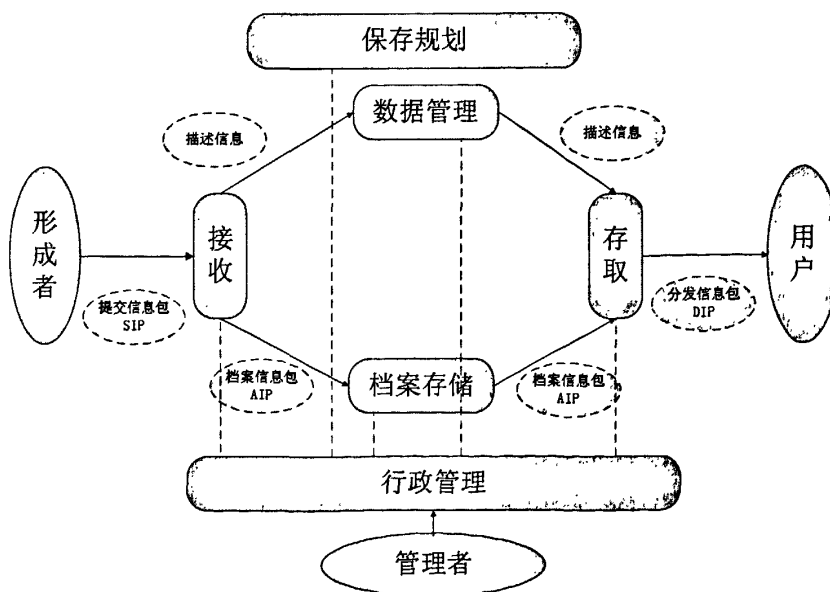 保存规划
数据管理
描述信息
描述信息
形成者
接收
存取
用户
提交信息包
SIP
分发信息包
DIP
档案信息包
AIP
档案存储
档案信息包
AIP
行政管理
管理者